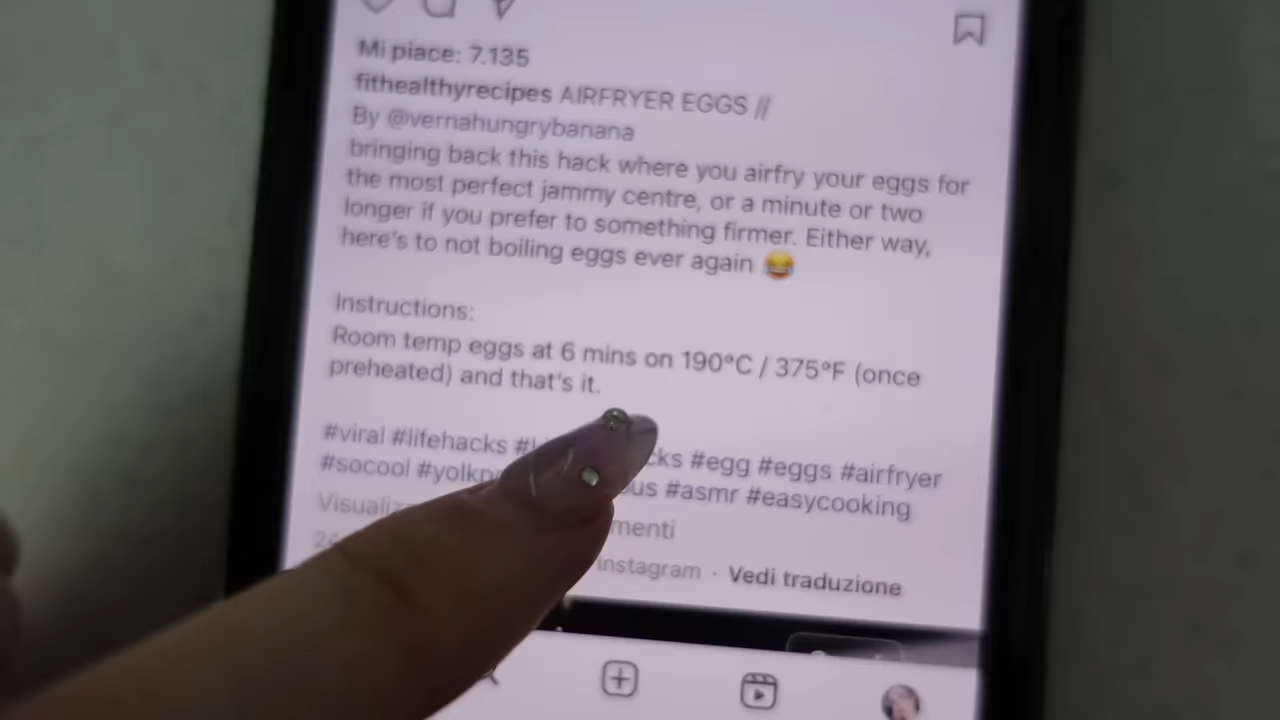 Mi piace: 7.135
fithealthyrecipes AIRFRYER EGGS //
By @vernahungrybanana
bringing back this hack where you airfry your eggs for
the most perfect jammy centre, or a minute or two
longer if you prefer to something firmer. Either way,
here's to not boiling eggs ever again 😂
Instructions:
Room temp eggs at 6 mins on 190°C / 375°F (once
preheated) and that's it.
#viral #lifehacks #egg #eggs #airfryer
#socool #asmr #easycooking
Instagram · Vedi traduzione